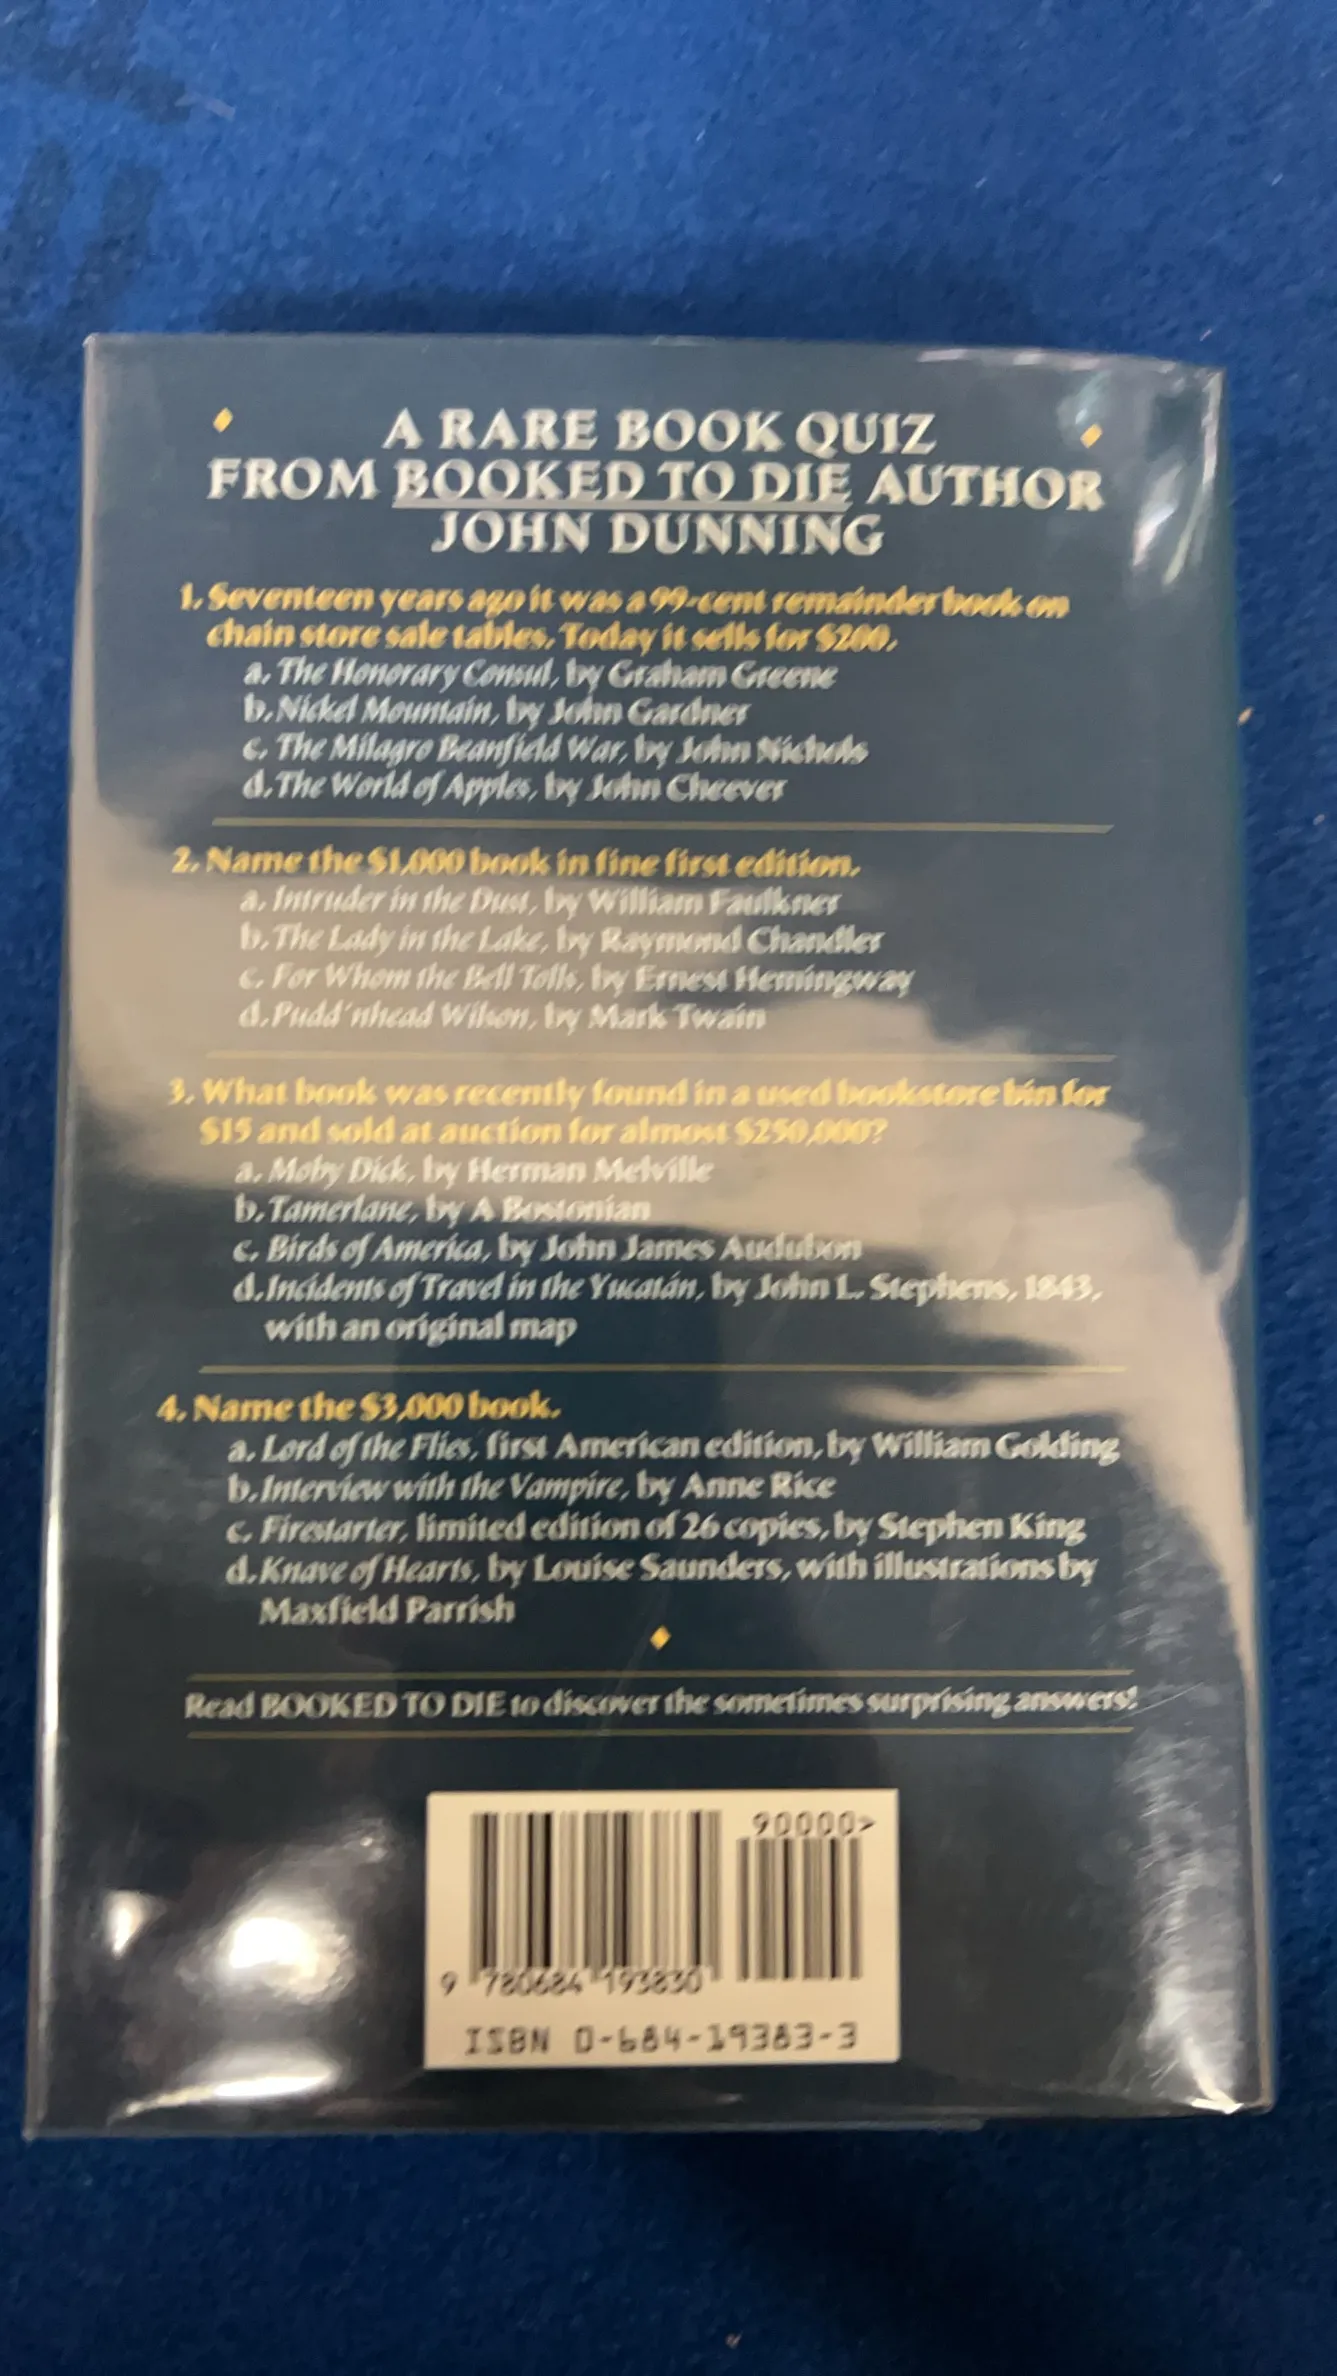 A RARE BOOK QUIZ
FROM BOOKED TO DIE AUTHOR
JOHN DUNNING
1. Seventeen years ago it was a 99-cent remainder book on
chain store sale tables. Today it sells for $200.
a. The Honorary Consul, by Graham Greene
b. Nickel Mountain, by John Gardner
c. The Milagro Beanfield War, by John Nichols
d. The World of Apples, by John Cheever
2. Name the $1,000 book in fine first edition.
a. Intruder in the Dust, by William Faulkner
b. The Lady in the Lake, by Raymond Chandler
c. For Whom the Bell Tolls, by Ernest Hemingway
d. Pudd'nhead Wilson, by Mark Twain
3. What book was recently found in a used bookstore bin for
$15 and sold at auction for almost $250,000?
a. Moby Dick, by Herman Melville
b. Tamerlane, by A Bostonian
c. Birds of America, by John James Audubon
d. Incidents of Travel in the Yucatán, by John L. Stephens, 1843,
with an original map
4. Name the $3,000 book.
a. Lord of the Flies, first American edition, by William Golding
b. Interview with the Vampire, by Anne Rice
c. Firestarter, limited edition of 26 copies, by Stephen King
d. Knave of Hearts, by Louise Saunders, with illustrations by
Maxfield Parrish
Read BOOKED TO DIE to discover the sometimes surprising answers!
90000>
9 780684 193830
ISBN 0-684-19383-3